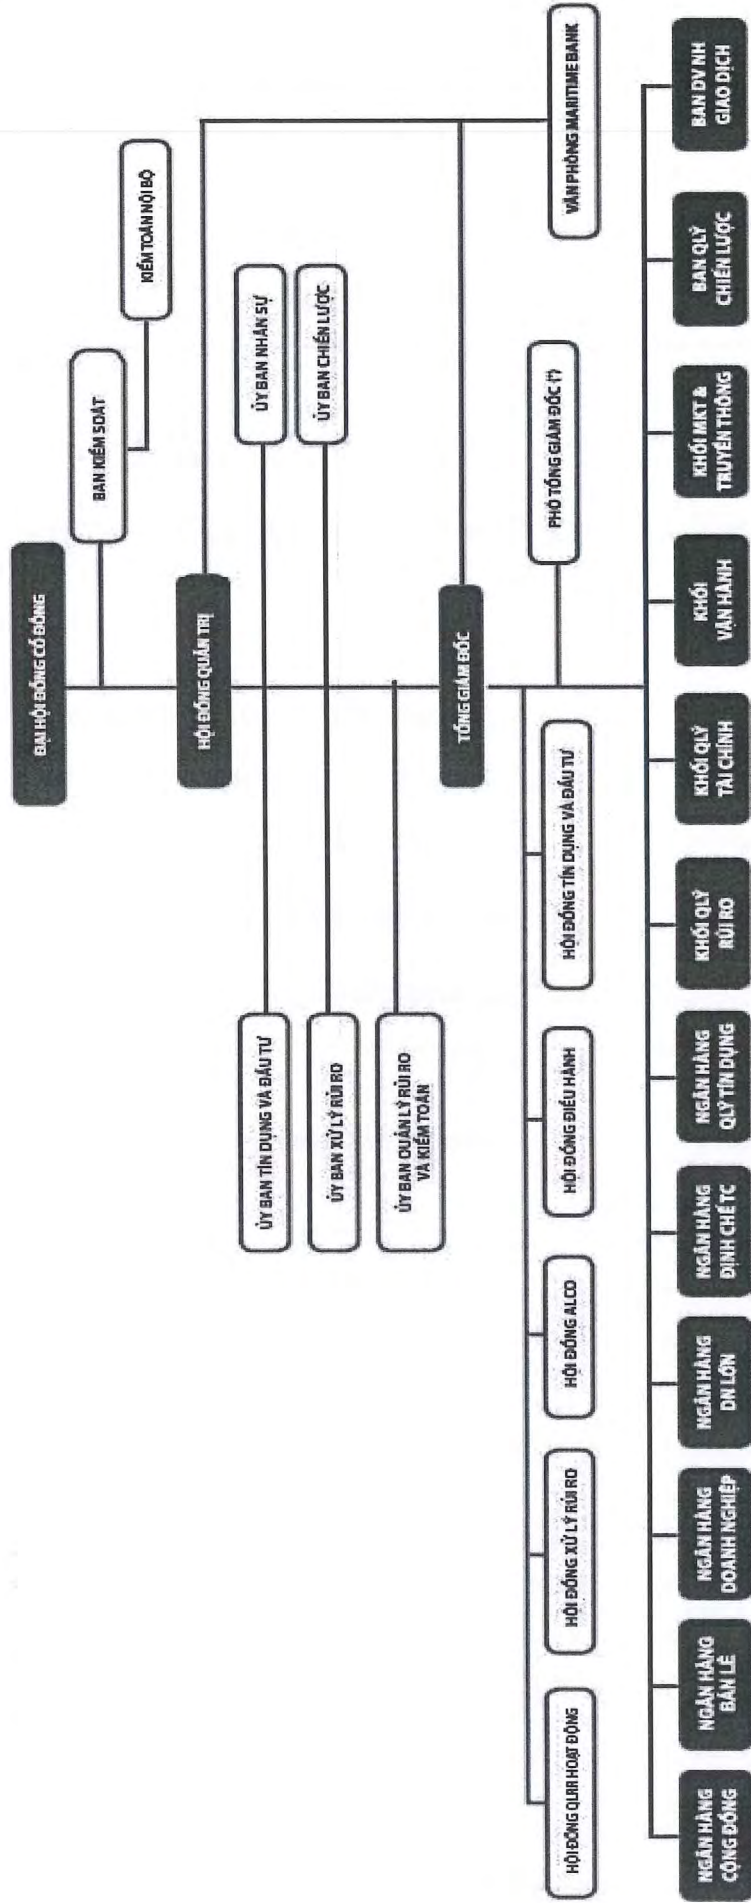 ĐẠI HỘI ĐỒNG CỔ ĐÔNG
BAN KIỂM SOÁT
KIỂM TOÁN NỘI BỘ
HỘI ĐỒNG QUẢN TRỊ
ỦY BAN TÍN DỤNG VÀ ĐẦU TƯ
ỦY BAN NHÂN SỰ
ỦY BAN XỬ LÝ RỦI RO
ỦY BAN CHIẾN LƯỢC
ỦY BAN QUẢN LÝ RỦI RO
VÀ KIỂM TOÁN
TỔNG GIÁM ĐỐC
PHÓ TỔNG GIÁM ĐỐC (*)
VĂN PHÒNG MARITIME BANK
HỘI ĐỒNG QLRR HOẠT ĐỘNG
HỘI ĐỒNG XỬ LÝ RỦI RO
HỘI ĐỒNG ALCO
HỘI ĐỒNG ĐIỀU HÀNH
HỘI ĐỒNG TÍN DỤNG VÀ ĐẦU TƯ
NGÂN HÀNG
CỘNG ĐỒNG
NGÂN HÀNG
BÁN LẺ
NGÂN HÀNG
DOANH NGHIỆP
NGÂN HÀNG
DN LỚN
NGÂN HÀNG
ĐỊNH CHẾ TC
NGÂN HÀNG
QLÝ TÍN DỤNG
KHỐI QLÝ
RỦI RO
KHỐI QLÝ
TÀI CHÍNH
KHỐI
VẬN HÀNH
KHỐI MKT &
TRUYỀN THÔNG
BAN QLÝ
CHIẾN LƯỢC
BAN DV NH
GIAO DỊCH